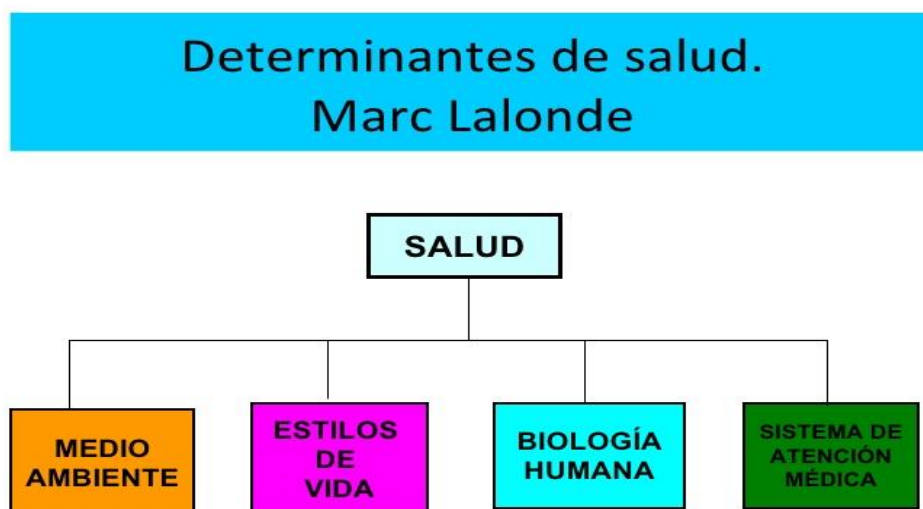 Determinantes de salud.
Marc Lalonde
SALUD
MEDIO
AMBIENTE
ESTILOS
DE
VIDA
BIOLOGÍA
HUMANA
SISTEMA DE
ATENCIÓN
MÉDICA